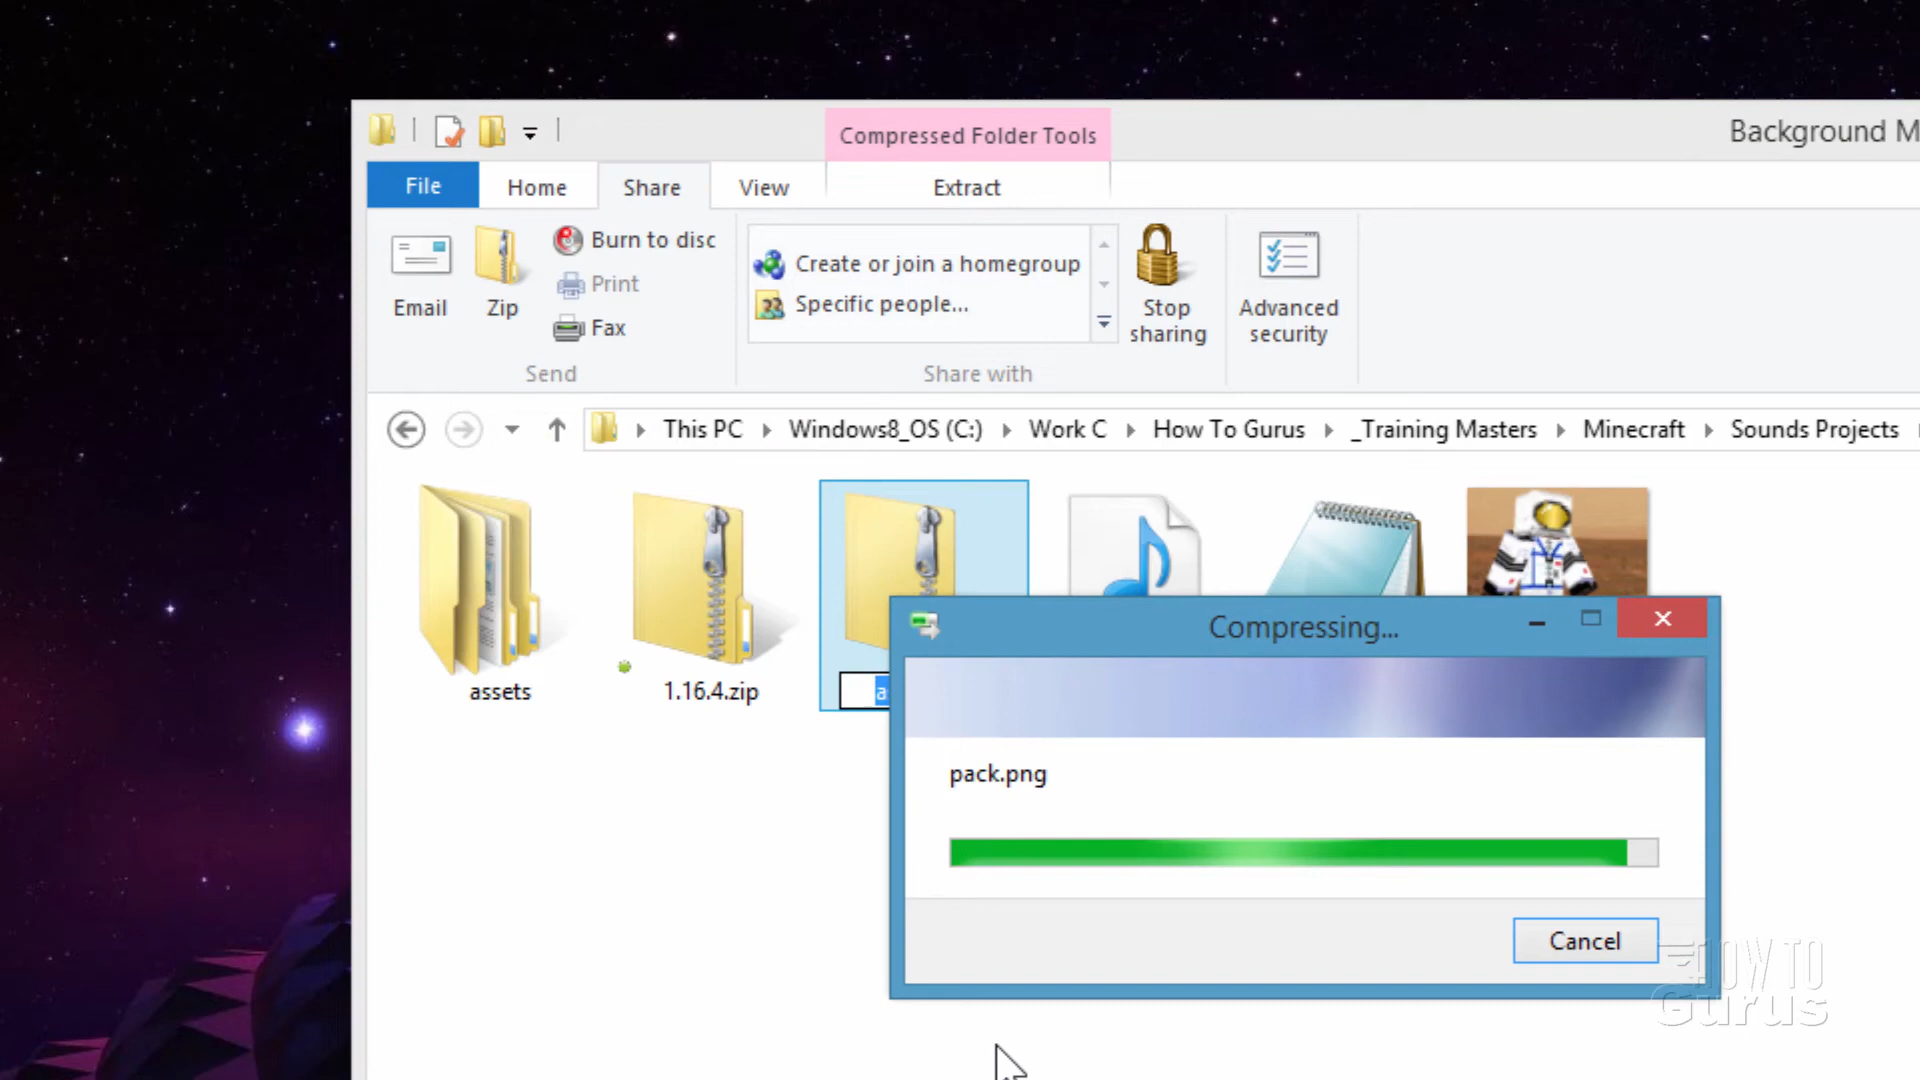 Compressed Folder Tools
Background M
File Home Share View Extract
Burn to disc
Print
Fax
Email
Zip
Send
Create or join a homegroup
Specific people...
Share with
Stop
sharing
Advanced
security
This PC Windows8_OS (C:) Work C How To Gurus _Training Masters Minecraft Sounds Projects
assets
1.16.4.zip
a
Compressing...
pack.png
Cancel
HOW TO
Gurus